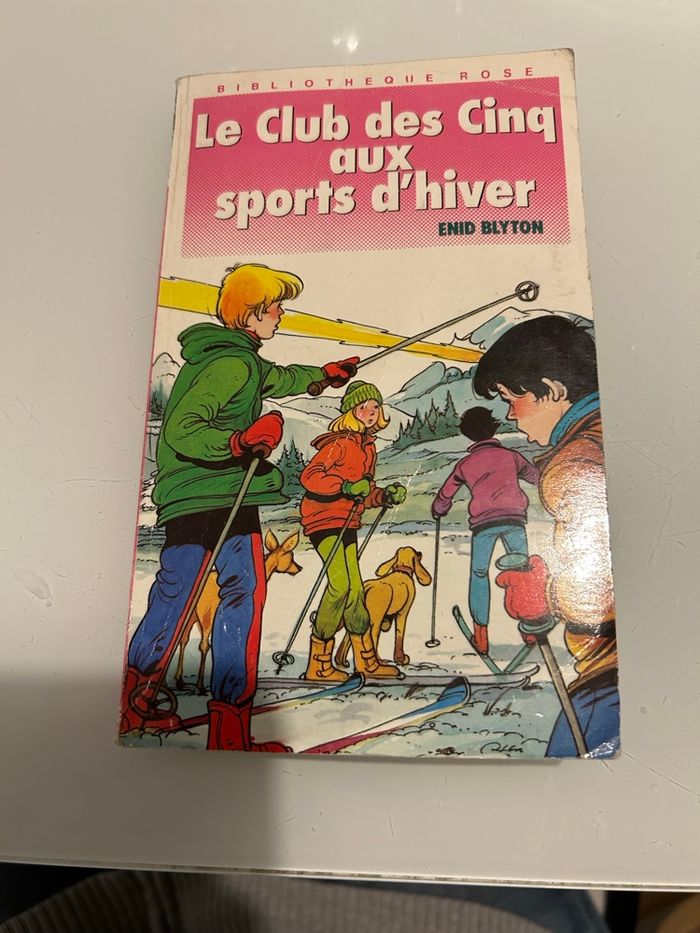 BIBLIOTHEQUE ROSE
Le Club des Cinq
aux
sports d'hiver
ENID BLYTON